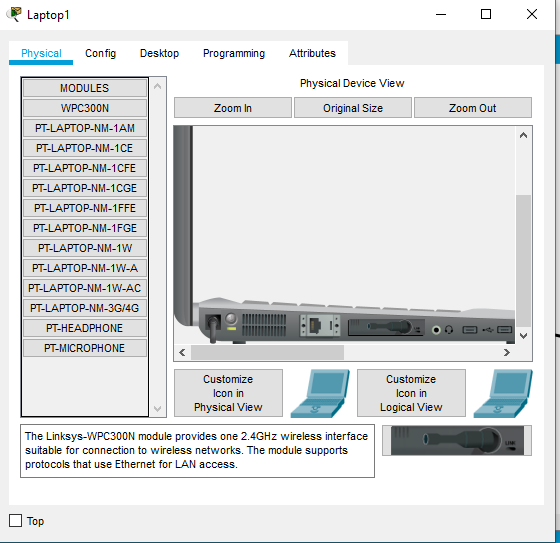 Laptop1
Physical
Config
Desktop
Programming
Attributes
MODULES
WPC300N
PT-LAPTOP-NM-1AM
PT-LAPTOP-NM-1CE
PT-LAPTOP-NM-1CFE
PT-LAPTOP-NM-1CGE
PT-LAPTOP-NM-1FFE
PT-LAPTOP-NM-1FGE
PT-LAPTOP-NM-1W
PT-LAPTOP-NM-1W-A
PT-LAPTOP-NM-1W-AC
PT-LAPTOP-NM-3G/4G
PT-HEADPHONE
PT-MICROPHONE
Physical Device View
Zoom In
Original Size
Zoom Out
Customize
Icon in
Physical View
Customize
Icon in
Logical View
The Linksys-WPC300N module provides one 2.4GHz wireless interface
suitable for connection to wireless networks. The module supports
protocols that use Ethernet for LAN access.
LINK
Top